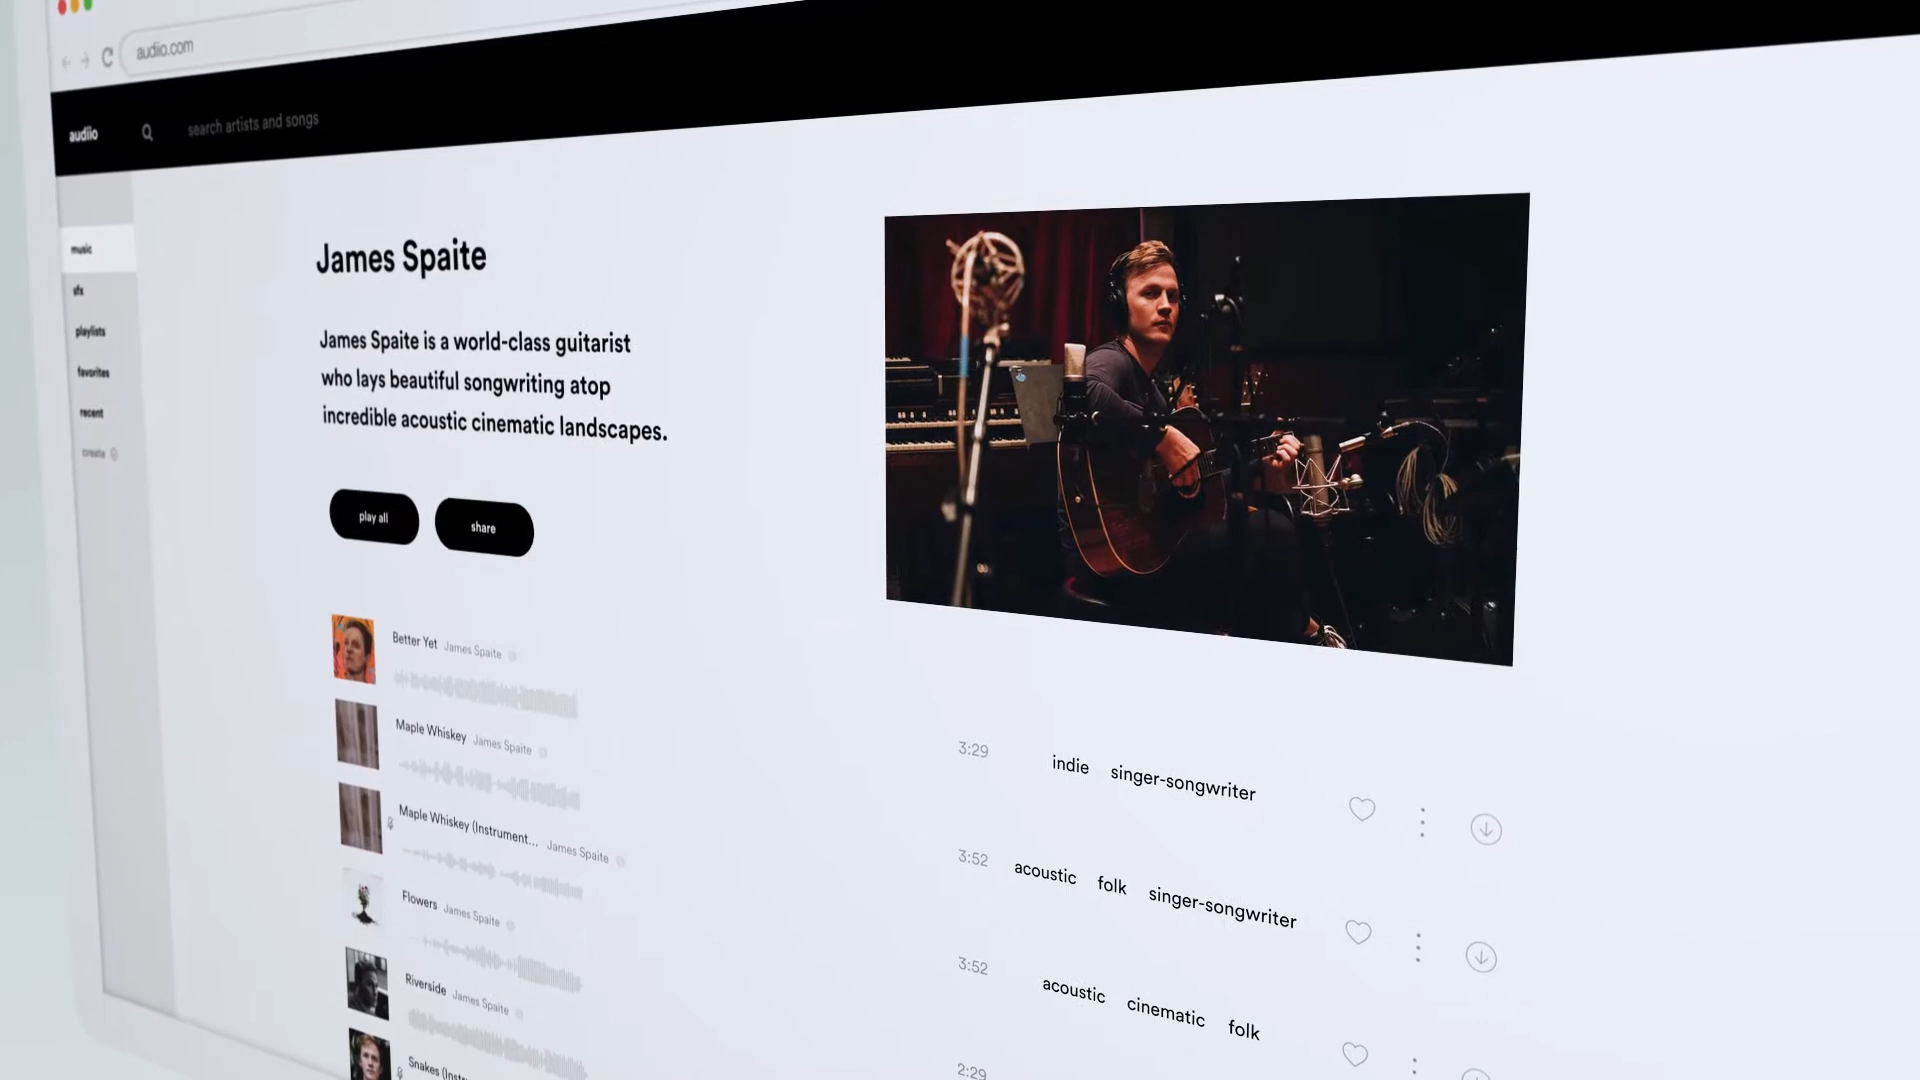 audiio.com
audiio
search artists and songs
music
sfx
playlists
favorites
recent
create
James Spaite
James Spaite is a world-class guitarist
who lays beautiful songwriting atop
incredible acoustic cinematic landscapes.
play all
share
Better Yet James Spaite
3:29 indie singer-songwriter
Maple Whiskey James Spaite
3:52 acoustic folk singer-songwriter
Maple Whiskey (Instrument... James Spaite
3:52 acoustic cinematic folk
Flowers James Spaite
2:29
Riverside James Spaite
Snakes (Inst